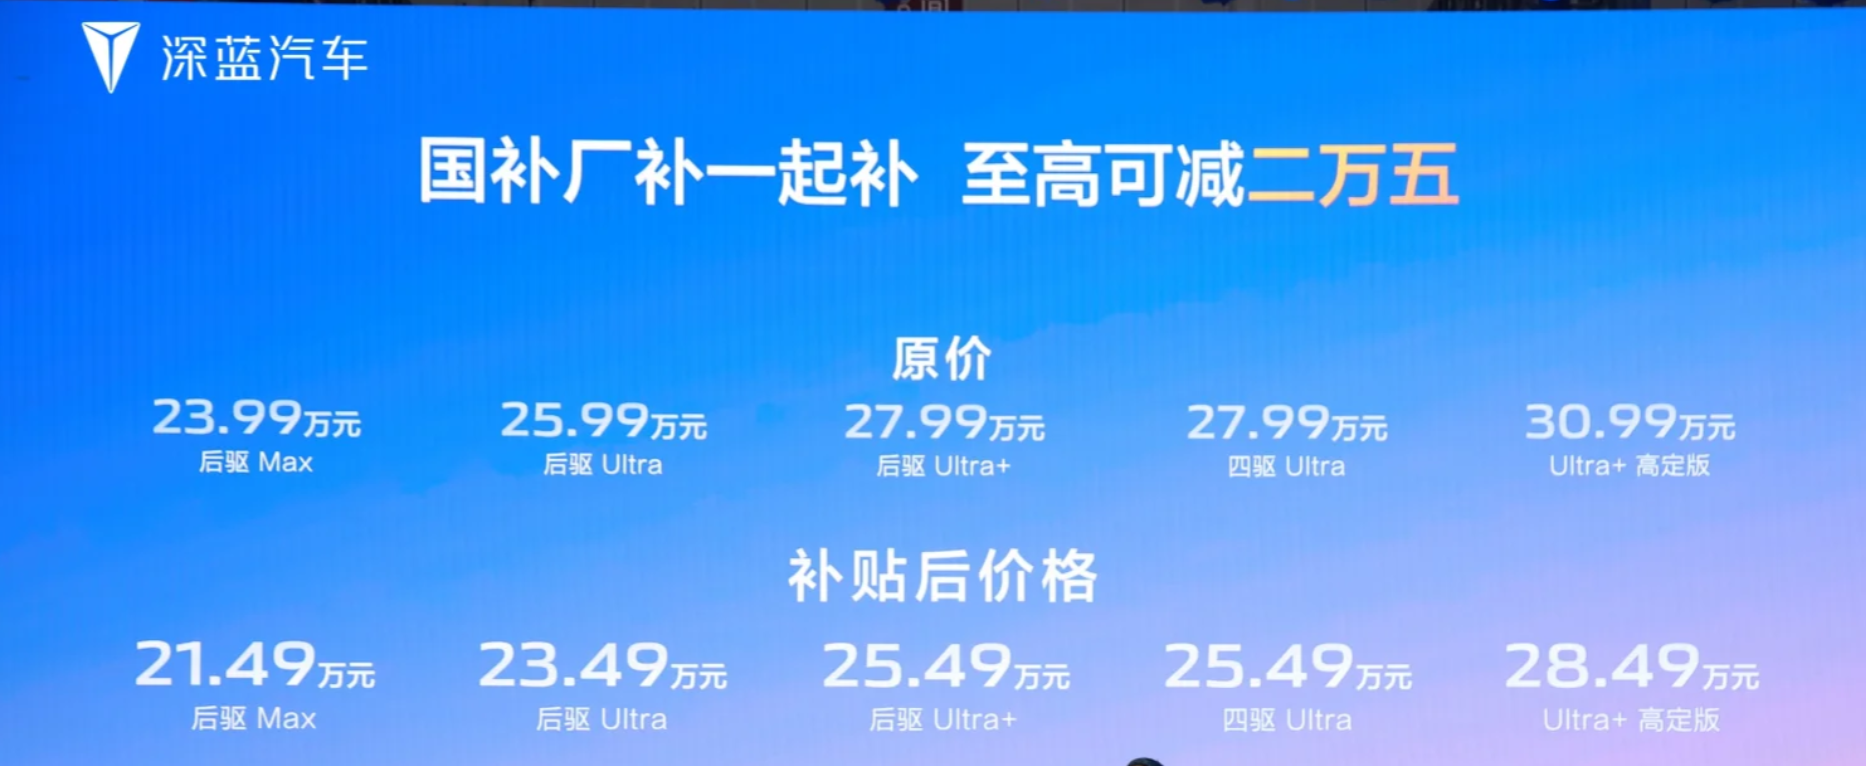 深蓝汽车
国补厂补一起补 至高可减二万五
原价
23.99万元 25.99万元 27.99万元 27.99万元 30.99万元
后驱 Max 后驱 Ultra 后驱 Ultra+ 四驱 Ultra Ultra+ 高定版
补贴后价格
21.49万元 23.49万元 25.49万元 25.49万元 28.49万元
后驱 Max 后驱 Ultra 后驱 Ultra+ 四驱 Ultra Ultra+ 高定版